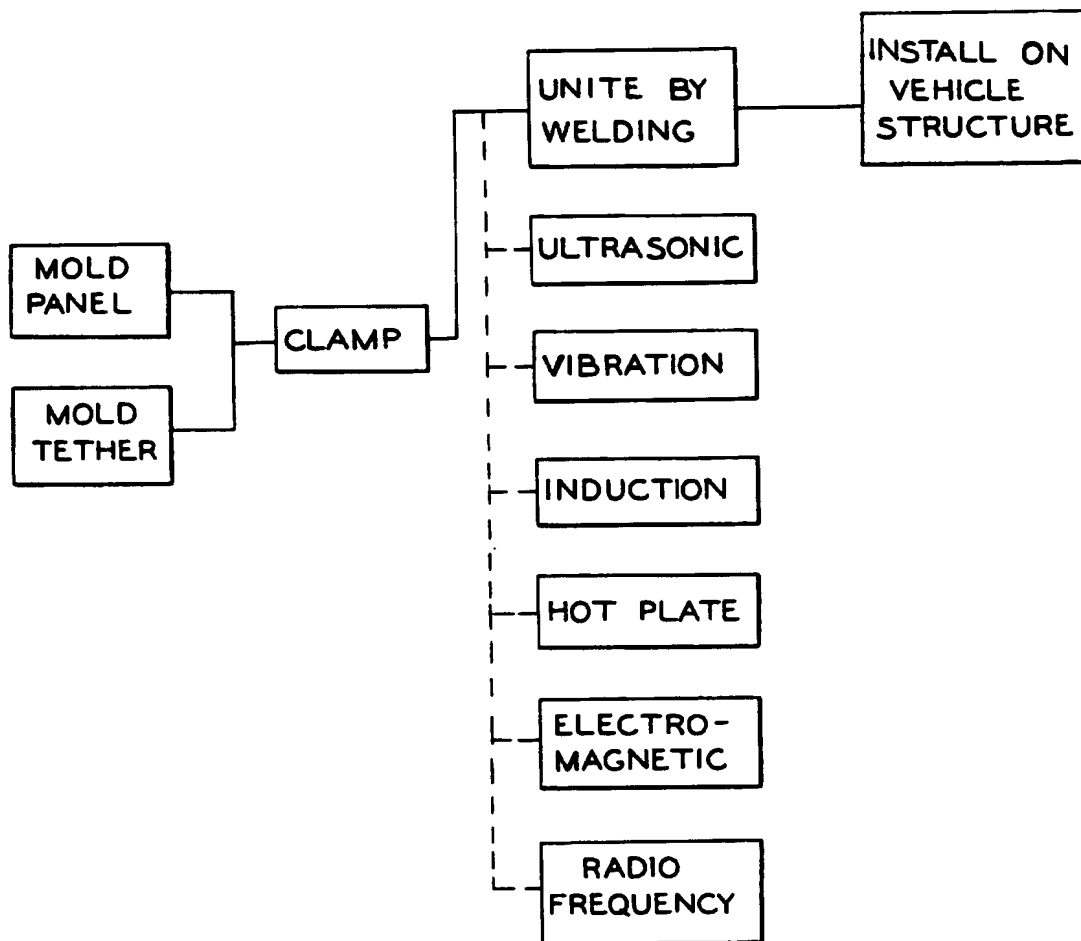 MOLD
PANEL
MOLD
TETHER
CLAMP
UNITE BY
WELDING
INSTALL ON
VEHICLE
STRUCTURE
ULTRASONIC
VIBRATION
INDUCTION
HOT PLATE
ELECTRO-
MAGNETIC
RADIO
FREQUENCY